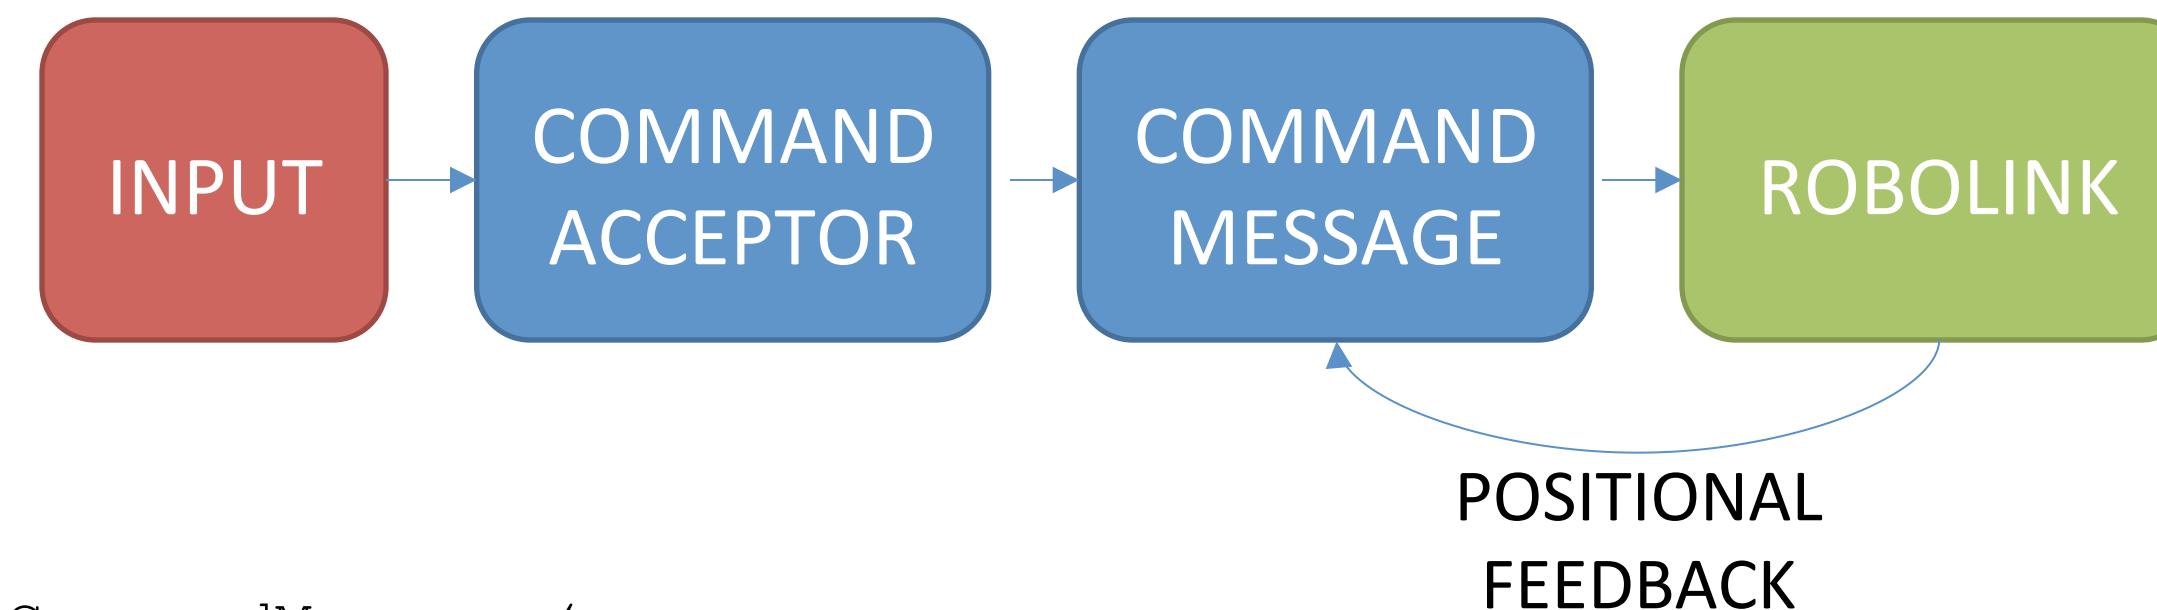 INPUT
COMMAND
ACCEPTOR
COMMAND
MESSAGE
ROBOLINK
POSITIONAL
FEEDBACK